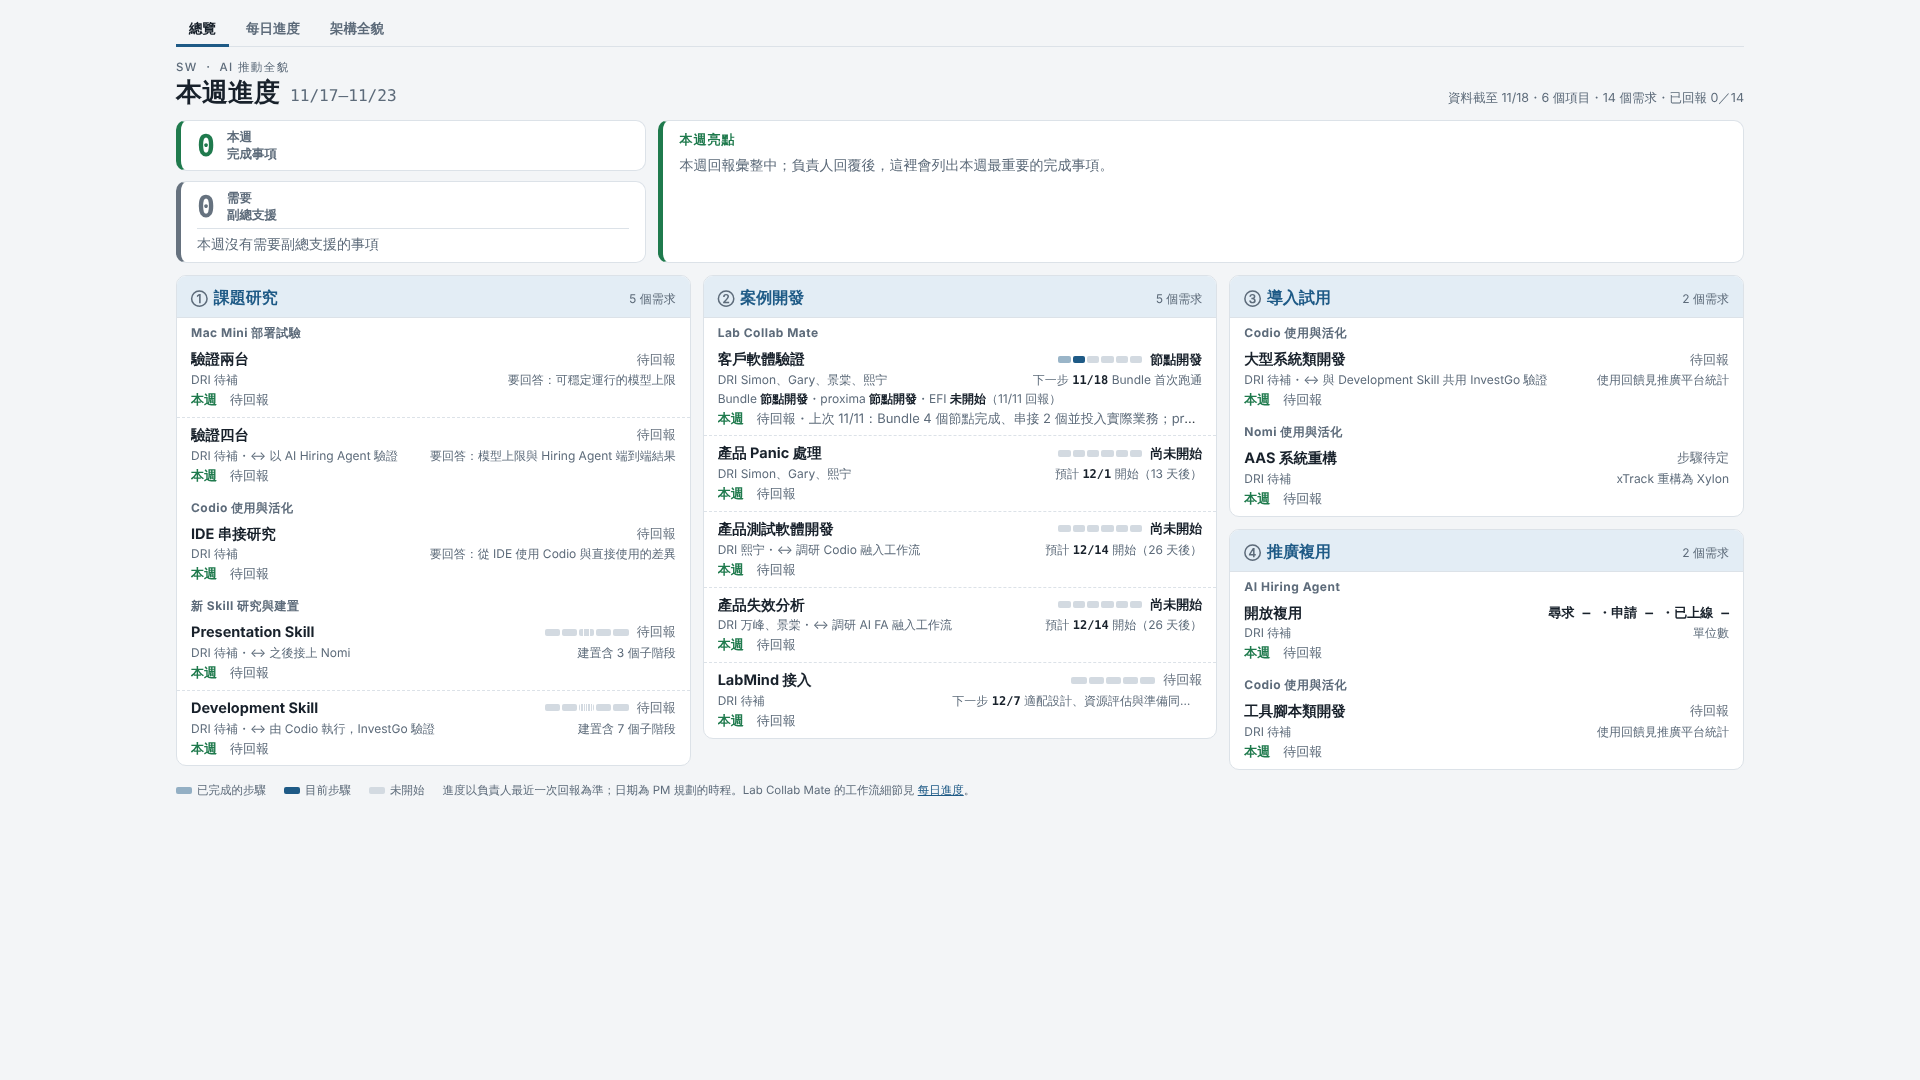 總覽 每日進度 架構全貌
SW · AI 推動全貌
本週進度 11/17–11/23
資料截至 11/18・6 個項目・14 個需求・已回報 0／14
0 本週
完成事項
0 需要
副總支援
本週沒有需要副總支援的事項
本週亮點
本週回報彙整中；負責人回覆後，這裡會列出本週最重要的完成事項。
① 課題研究 5 個需求
Mac Mini 部署試驗
驗證兩台 待回報
DRI 待補 要回答：可穩定運行的模型上限
本週 待回報
驗證四台 待回報
DRI 待補・↔ 以 AI Hiring Agent 驗證 要回答：模型上限與 Hiring Agent 端到端結果
本週 待回報
Codio 使用與活化
IDE 串接研究 待回報
DRI 待補 要回答：從 IDE 使用 Codio 與直接使用的差異
本週 待回報
新 Skill 研究與建置
Presentation Skill 待回報
DRI 待補・↔ 之後接上 Nomi 建置含 3 個子階段
本週 待回報
Development Skill 待回報
DRI 待補・↔ 由 Codio 執行，InvestGo 驗證 建置含 7 個子階段
本週 待回報
② 案例開發 5 個需求
Lab Collab Mate
客戶軟體驗證 節點開發
DRI Simon、Gary、景棠、熙宁 下一步 11/18 Bundle 首次跑通
Bundle 節點開發・proxima 節點開發・EFI 未開始（11/11 回報）
本週 待回報・上次 11/11：Bundle 4 個節點完成、串接 2 個並投入實際業務；pr…
產品 Panic 處理 尚未開始
DRI Simon、Gary、熙宁 預計 12/1 開始（13 天後）
本週 待回報
產品測試軟體開發 尚未開始
DRI 熙宁・↔ 調研 Codio 融入工作流 預計 12/14 開始（26 天後）
本週 待回報
產品失效分析 尚未開始
DRI 万峰、景棠・↔ 調研 AI FA 融入工作流 預計 12/14 開始（26 天後）
本週 待回報
LabMind 接入 待回報
DRI 待補 下一步 12/7 適配設計、資源評估與準備同…
本週 待回報
③ 導入試用 2 個需求
Codio 使用與活化
大型系統類開發 待回報
DRI 待補・↔ 與 Development Skill 共用 InvestGo 驗證 使用回饋見推廣平台統計
本週 待回報
Nomi 使用與活化
AAS 系統重構 步驟待定
DRI 待補 xTrack 重構為 Xylon
本週 待回報
④ 推廣複用 2 個需求
AI Hiring Agent
開放複用 尋求 –・申請 –・已上線 –
DRI 待補 單位數
本週 待回報
Codio 使用與活化
工具腳本類開發 待回報
DRI 待補 使用回饋見推廣平台統計
本週 待回報
已完成的步驟 目前步驟 未開始 進度以負責人最近一次回報為準；日期為 PM 規劃的時程。Lab Collab Mate 的工作流細節見 每日進度。